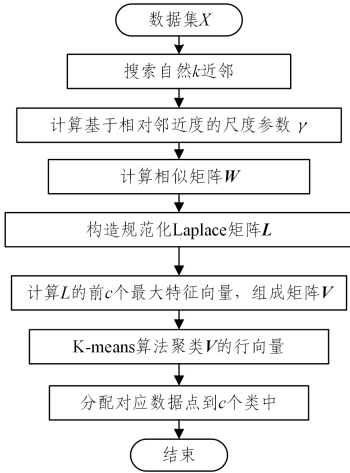 数据集X
搜索自然k近邻
计算基于相对邻近度的尺度参数 γ
计算相似矩阵W
构造规范化Laplace矩阵L
计算L的前c个最大特征向量，组成矩阵V
K-means算法聚类V的行向量
分配对应数据点到c个类中
结束